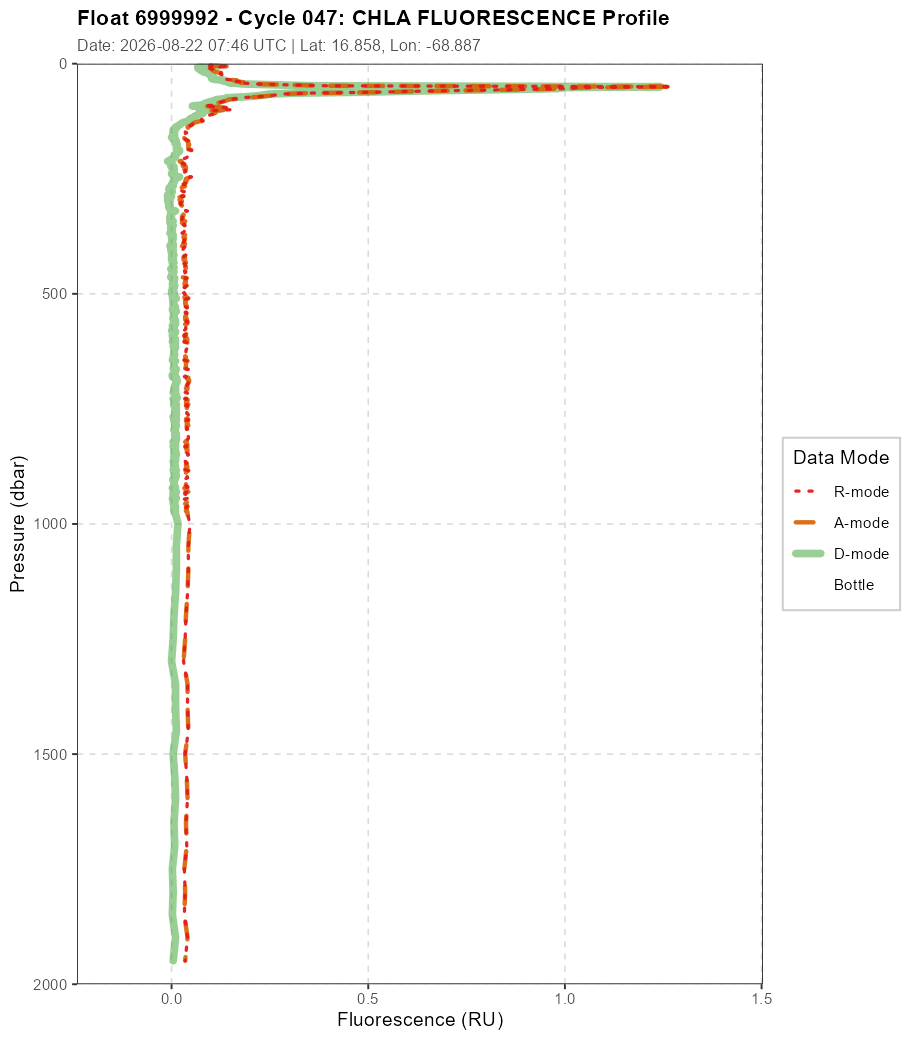 Float 6999992 - Cycle 047: CHLA FLUORESCENCE Profile
Date: 2026-08-22 07:46 UTC | Lat: 16.858, Lon: -68.887
0
500
1000
1500
2000
Pressure (dbar)
0.0
0.5
1.0
1.5
Fluorescence (RU)
Data Mode
R-mode
A-mode
D-mode
Bottle